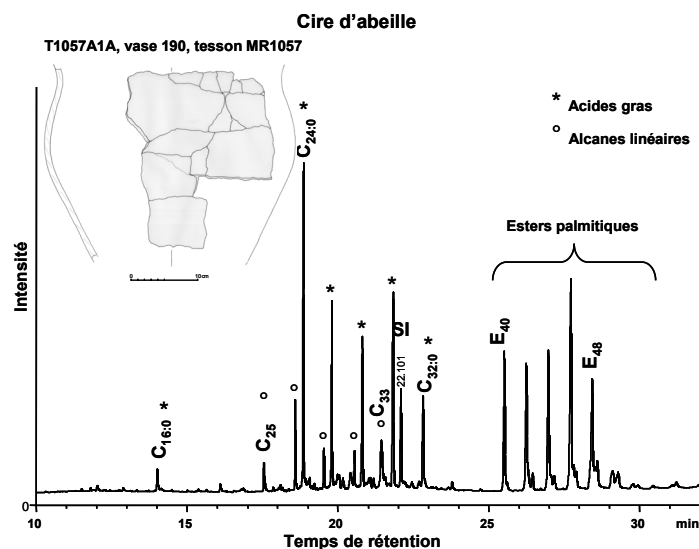 Cire d'abeille
T1057A1A, vase 190, tesson MR1057
* Acides gras
° Alcanes linéaires
Intensité
0 10cm
C16:0 *
° C25
°
C24:0 *
°
*
°
*
C33 °
*
SI
22.101
C32:0 *
Esters palmitiques
E40
E48
0
10 15 20 25 30 min
Temps de rétention